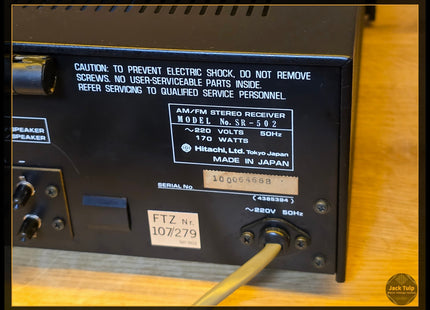 CAUTION: TO PREVENT ELECTRIC SHOCK, DO NOT REMOVE
SCREWS. NO USER-SERVICEABLE PARTS INSIDE.
REFER SERVICING TO QUALIFIED SERVICE PERSONNEL.
AM/FM STEREO RECEIVER
MODEL No. SR-502
～220 VOLTS 50Hz
170 WATTS
Hitachi, Ltd. Tokyo Japan
MADE IN JAPAN
SPEAKER
SPEAKER
SERIAL No.
(4385394)
～220V 50Hz
FTZ Nr.
107/279
Jack Tulp